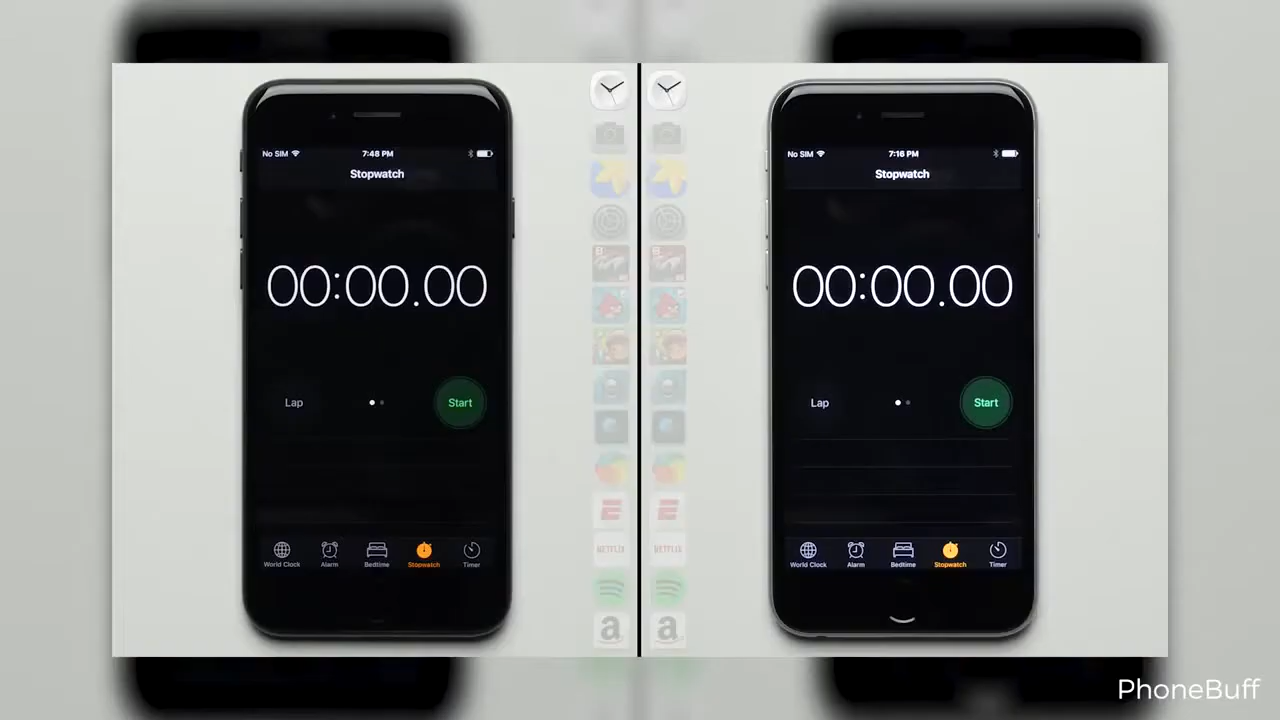 No SIM 7:48 PM
Stopwatch
00:00.00
Lap Start
World Clock Alarm Bedtime Stopwatch Timer
No SIM 7:16 PM
Stopwatch
00:00.00
Lap Start
World Clock Alarm Bedtime Stopwatch Timer
NETFLIX NETFLIX
PhoneBuff